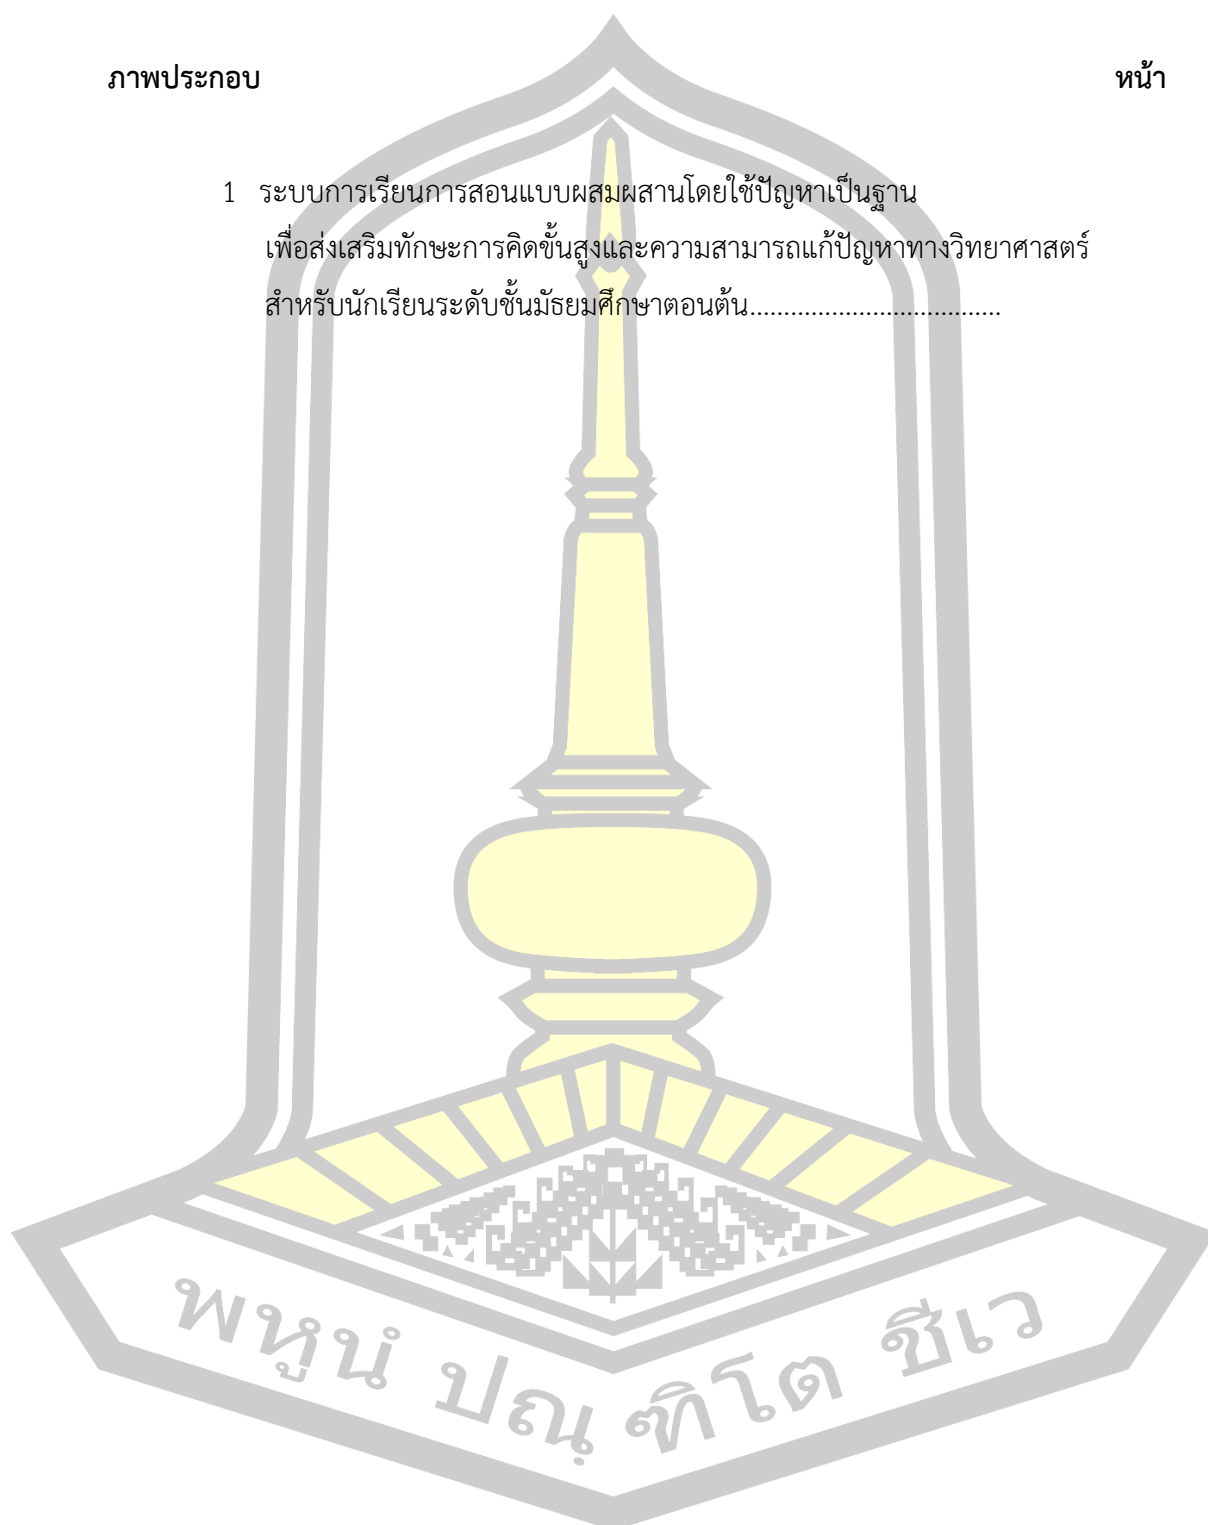 ภาพประกอบ หน้า
1 ระบบการเรียนการสอนแบบผสมผสานโดยใช้ปัญหาเป็นฐาน
เพื่อส่งเสริมทักษะการคิดขั้นสูงและความสามารถแก้ปัญหาทางวิทยาศาสตร์
สำหรับนักเรียนระดับชั้นมัธยมศึกษาตอนต้น.....................................
พหูนํ ปณฺฑิโต ชีเว